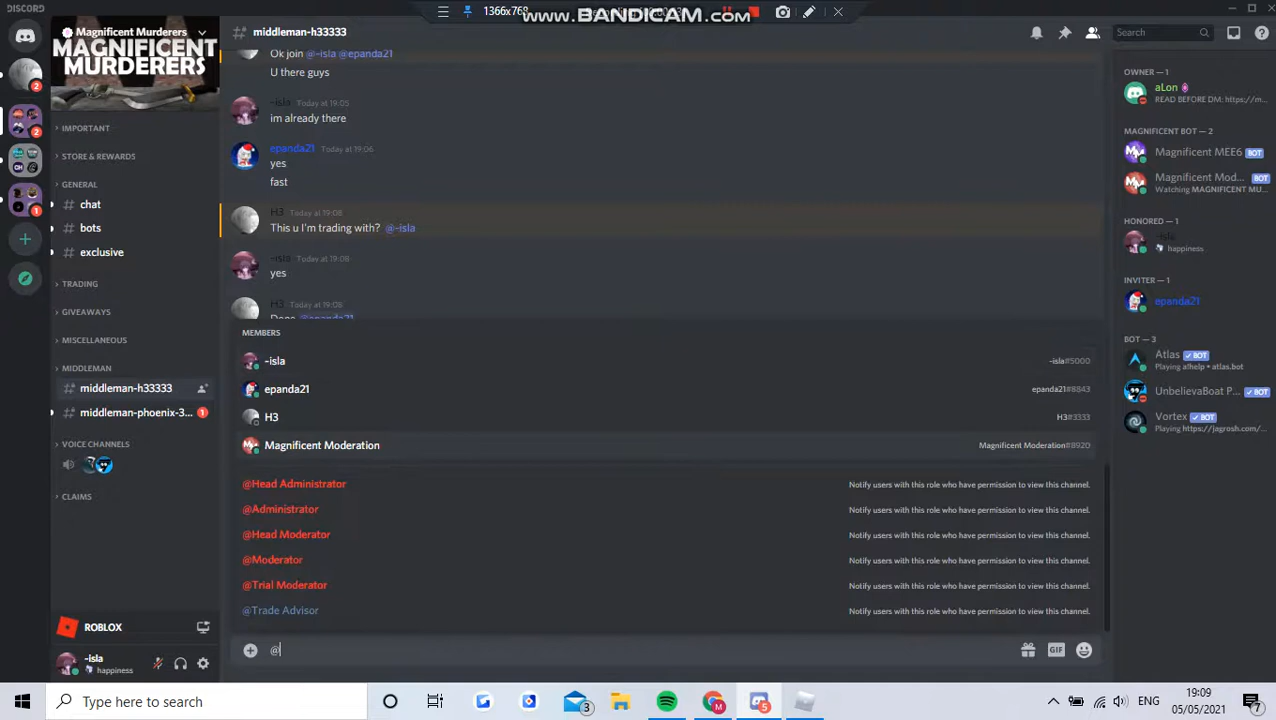 DISCORD
1366x768
www.BANDICAM.com
Magnificent Murderers
MAGNIFICENT
MURDERERS
IMPORTANT
STORE & REWARDS
GENERAL
chat
bots
exclusive
TRADING
GIVEAWAYS
MISCELLANEOUS
MIDDLEMAN
middleman-h33333
middleman-phoenix-3... 1
VOICE CHANNELS
CLAIMS
2
2
1
ROBLOX
-isla
happiness
# middleman-h33333
Search
Ok join @-isla @epanda21
U there guys
-isla Today at 19:05
im already there
epanda21 Today at 19:06
yes
fast
H3 Today at 19:08
This u I'm trading with? @-isla
-isla Today at 19:08
yes
H3 Today at 19:08
Done @epanda21
MEMBERS
-isla -isla#5000
epanda21 epanda21#8843
H3 H3#3333
Magnificent Moderation Magnificent Moderation#8920
@Head Administrator Notify users with this role who have permission to view this channel.
@Administrator Notify users with this role who have permission to view this channel.
@Head Moderator Notify users with this role who have permission to view this channel.
@Moderator Notify users with this role who have permission to view this channel.
@Trial Moderator Notify users with this role who have permission to view this channel.
@Trade Advisor Notify users with this role who have permission to view this channel.
@
GIF
OWNER — 1
aLon
READ BEFORE DM: https://m...
MAGNIFICENT BOT — 2
Magnificent MEE6 BOT
Magnificent Mod... BOT
Watching MAGNIFICENT MU...
HONORED — 1
-isla
happiness
INVITER — 1
epanda21
BOT — 3
Atlas BOT
Playing a!help • atlas.bot
UnbelievaBoat P... BOT
Vortex BOT
Playing https://jagrosh.com/...
Type here to search
3
M
5
ENG
19:09
05/05/2021
7